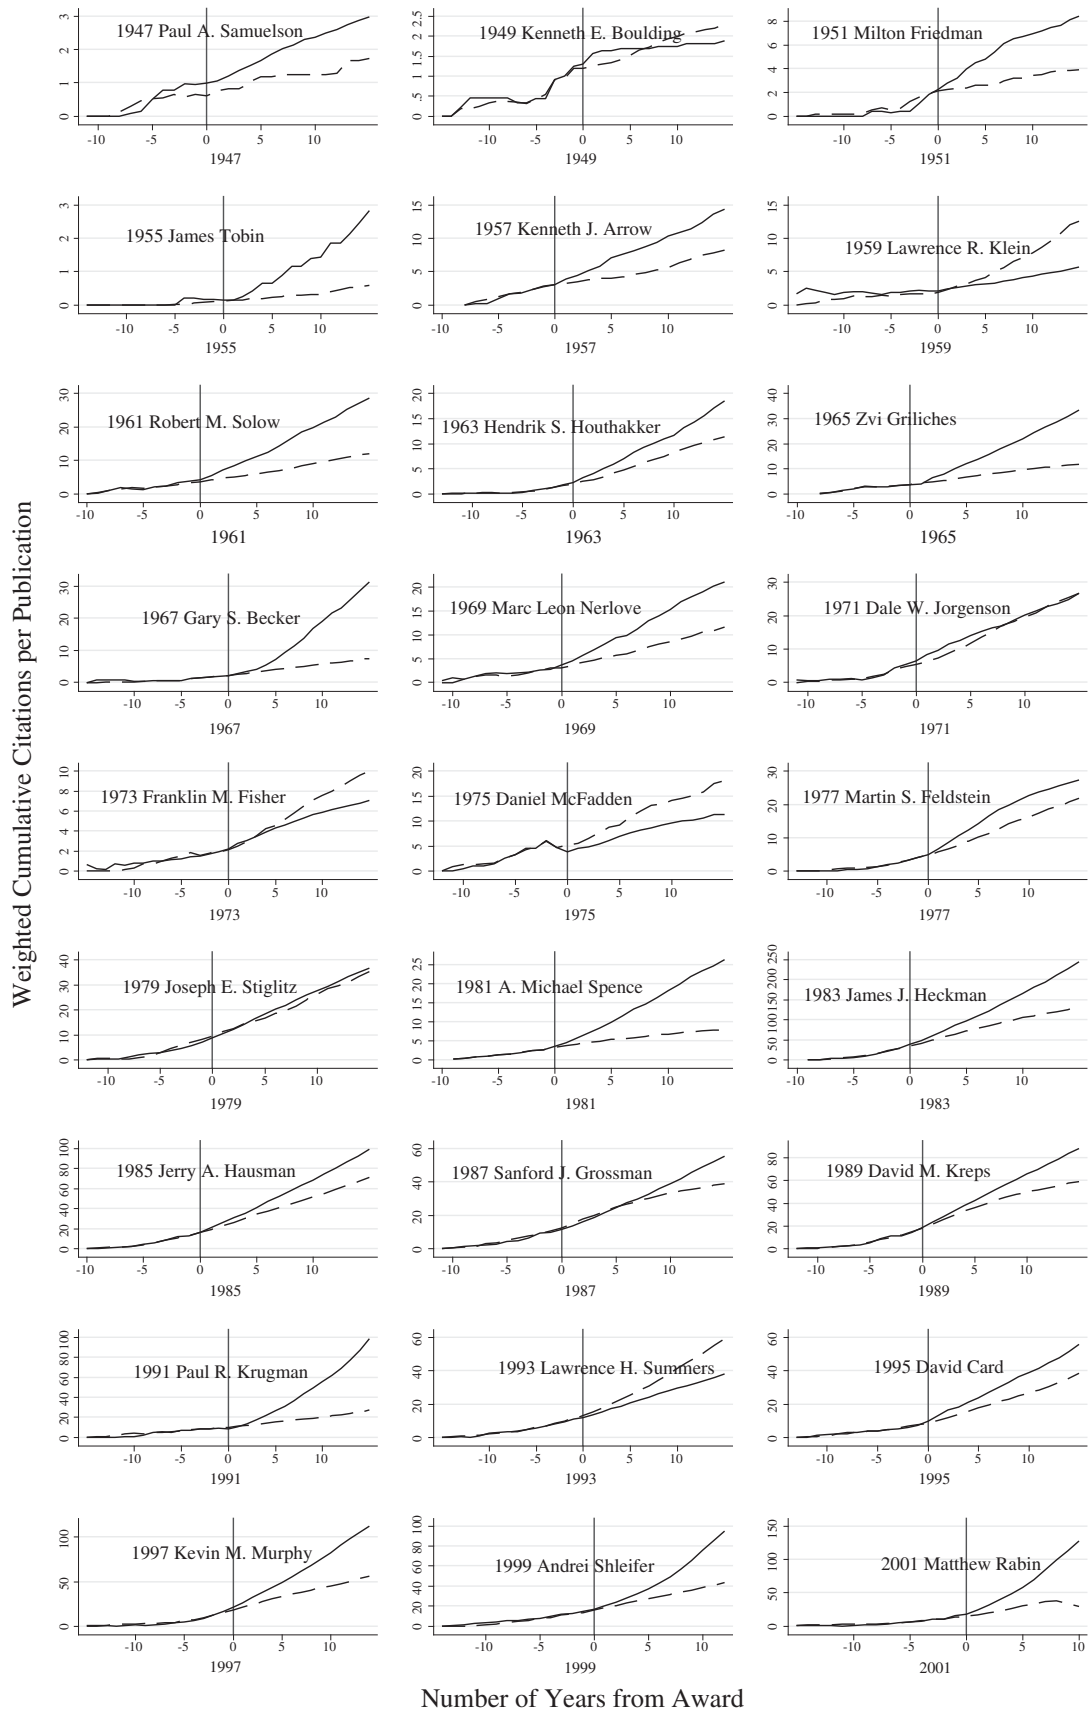 Weighted Cumulative Citations per Publication
1947 Paul A. Samuelson
0 1 2 3
-10 -5 0 5 10
1947
1949 Kenneth E. Boulding
0 .5 1 1.5 2 2.5
-10 -5 0 5 10
1949
1951 Milton Friedman
0 2 4 6 8
-10 -5 0 5 10
1951
1955 James Tobin
0 1 2 3
-10 -5 0 5 10
1955
1957 Kenneth J. Arrow
0 5 10 15
-10 -5 0 5 10
1957
1959 Lawrence R. Klein
0 5 10 15
-10 -5 0 5 10
1959
1961 Robert M. Solow
0 10 20 30
-10 -5 0 5 10
1961
1963 Hendrik S. Houthakker
0 5 10 15 20
-10 -5 0 5 10
1963
1965 Zvi Griliches
0 10 20 30 40
-10 -5 0 5 10
1965
1967 Gary S. Becker
0 10 20 30
-10 -5 0 5 10
1967
1969 Marc Leon Nerlove
0 5 10 15 20
-10 -5 0 5 10
1969
1971 Dale W. Jorgenson
0 10 20 30
-10 -5 0 5 10
1971
1973 Franklin M. Fisher
0 2 4 6 8 10
-10 -5 0 5 10
1973
1975 Daniel McFadden
0 5 10 15 20
-10 -5 0 5 10
1975
1977 Martin S. Feldstein
0 10 20 30
-10 -5 0 5 10
1977
1979 Joseph E. Stiglitz
0 10 20 30 40
-10 -5 0 5 10
1979
1981 A. Michael Spence
0 5 10 15 20 25
-10 -5 0 5 10
1981
1983 James J. Heckman
0 50 100 150 200 250
-10 -5 0 5 10
1983
1985 Jerry A. Hausman
0 20 40 60 80 100
-10 -5 0 5 10
1985
1987 Sanford J. Grossman
0 20 40 60
-10 -5 0 5 10
1987
1989 David M. Kreps
0 20 40 60 80
-10 -5 0 5 10
1989
1991 Paul R. Krugman
0 20 40 60 80 100
-10 -5 0 5 10
1991
1993 Lawrence H. Summers
0 20 40 60
-10 -5 0 5 10
1993
1995 David Card
0 20 40 60
-10 -5 0 5 10
1995
1997 Kevin M. Murphy
0 50 100
-10 -5 0 5 10
1997
1999 Andrei Shleifer
0 20 40 60 80 100
-10 -5 0 5 10
1999
2001 Matthew Rabin
0 50 100 150
-10 -5 0 5 10
2001
Number of Years from Award